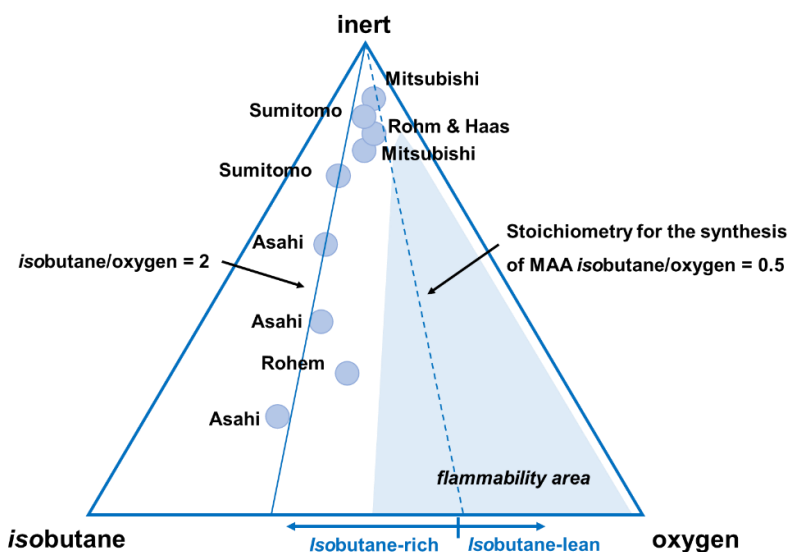 inert
Mitsubishi
Sumitomo
Rohm & Haas
Mitsubishi
Sumitomo
Asahi
Stoichiometry for the synthesis
of MAA isobutane/oxygen = 0.5
isobutane/oxygen = 2
Asahi
Rohem
Asahi
flammability area
isobutane
oxygen
Isobutane-rich
Isobutane-lean